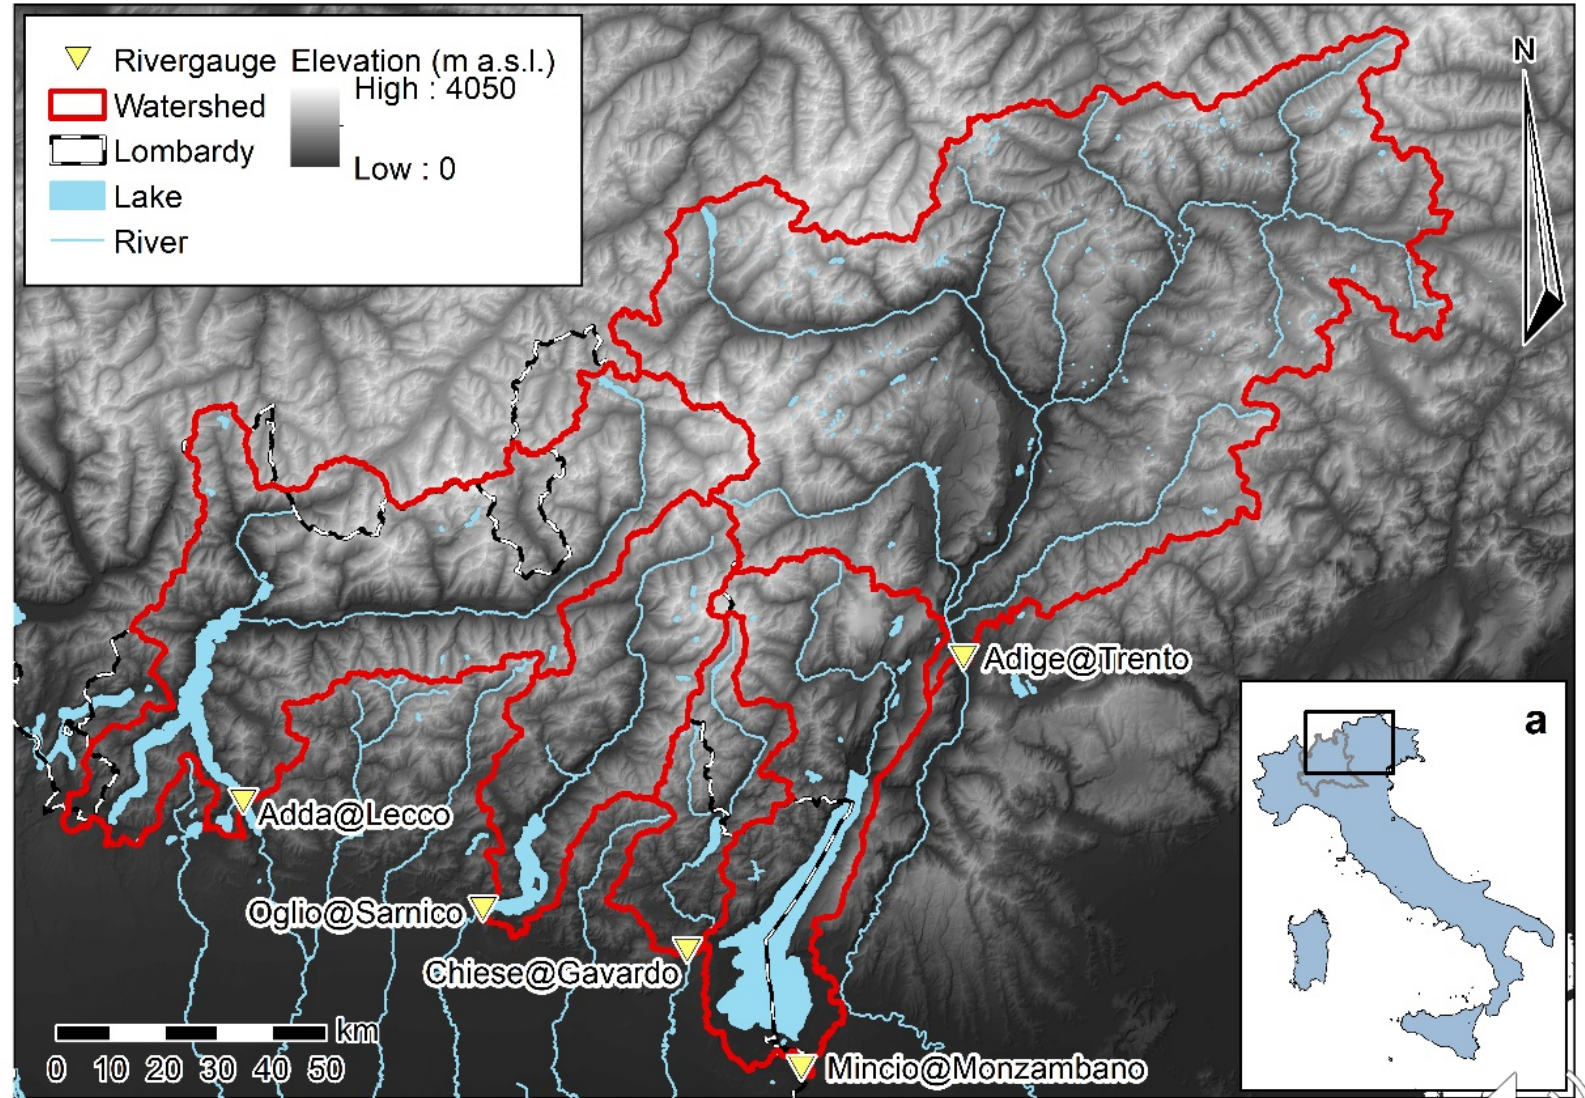 Rivergauge
Elevation (m a.s.l.)
High : 4050
Watershed
Lombardy
Low : 0
Lake
River
N
Adige@Trento
a
Adda@Lecco
Oglio@Sarnico
Chiese@Gavardo
km
0 10 20 30 40 50
Mincio@Monzambano